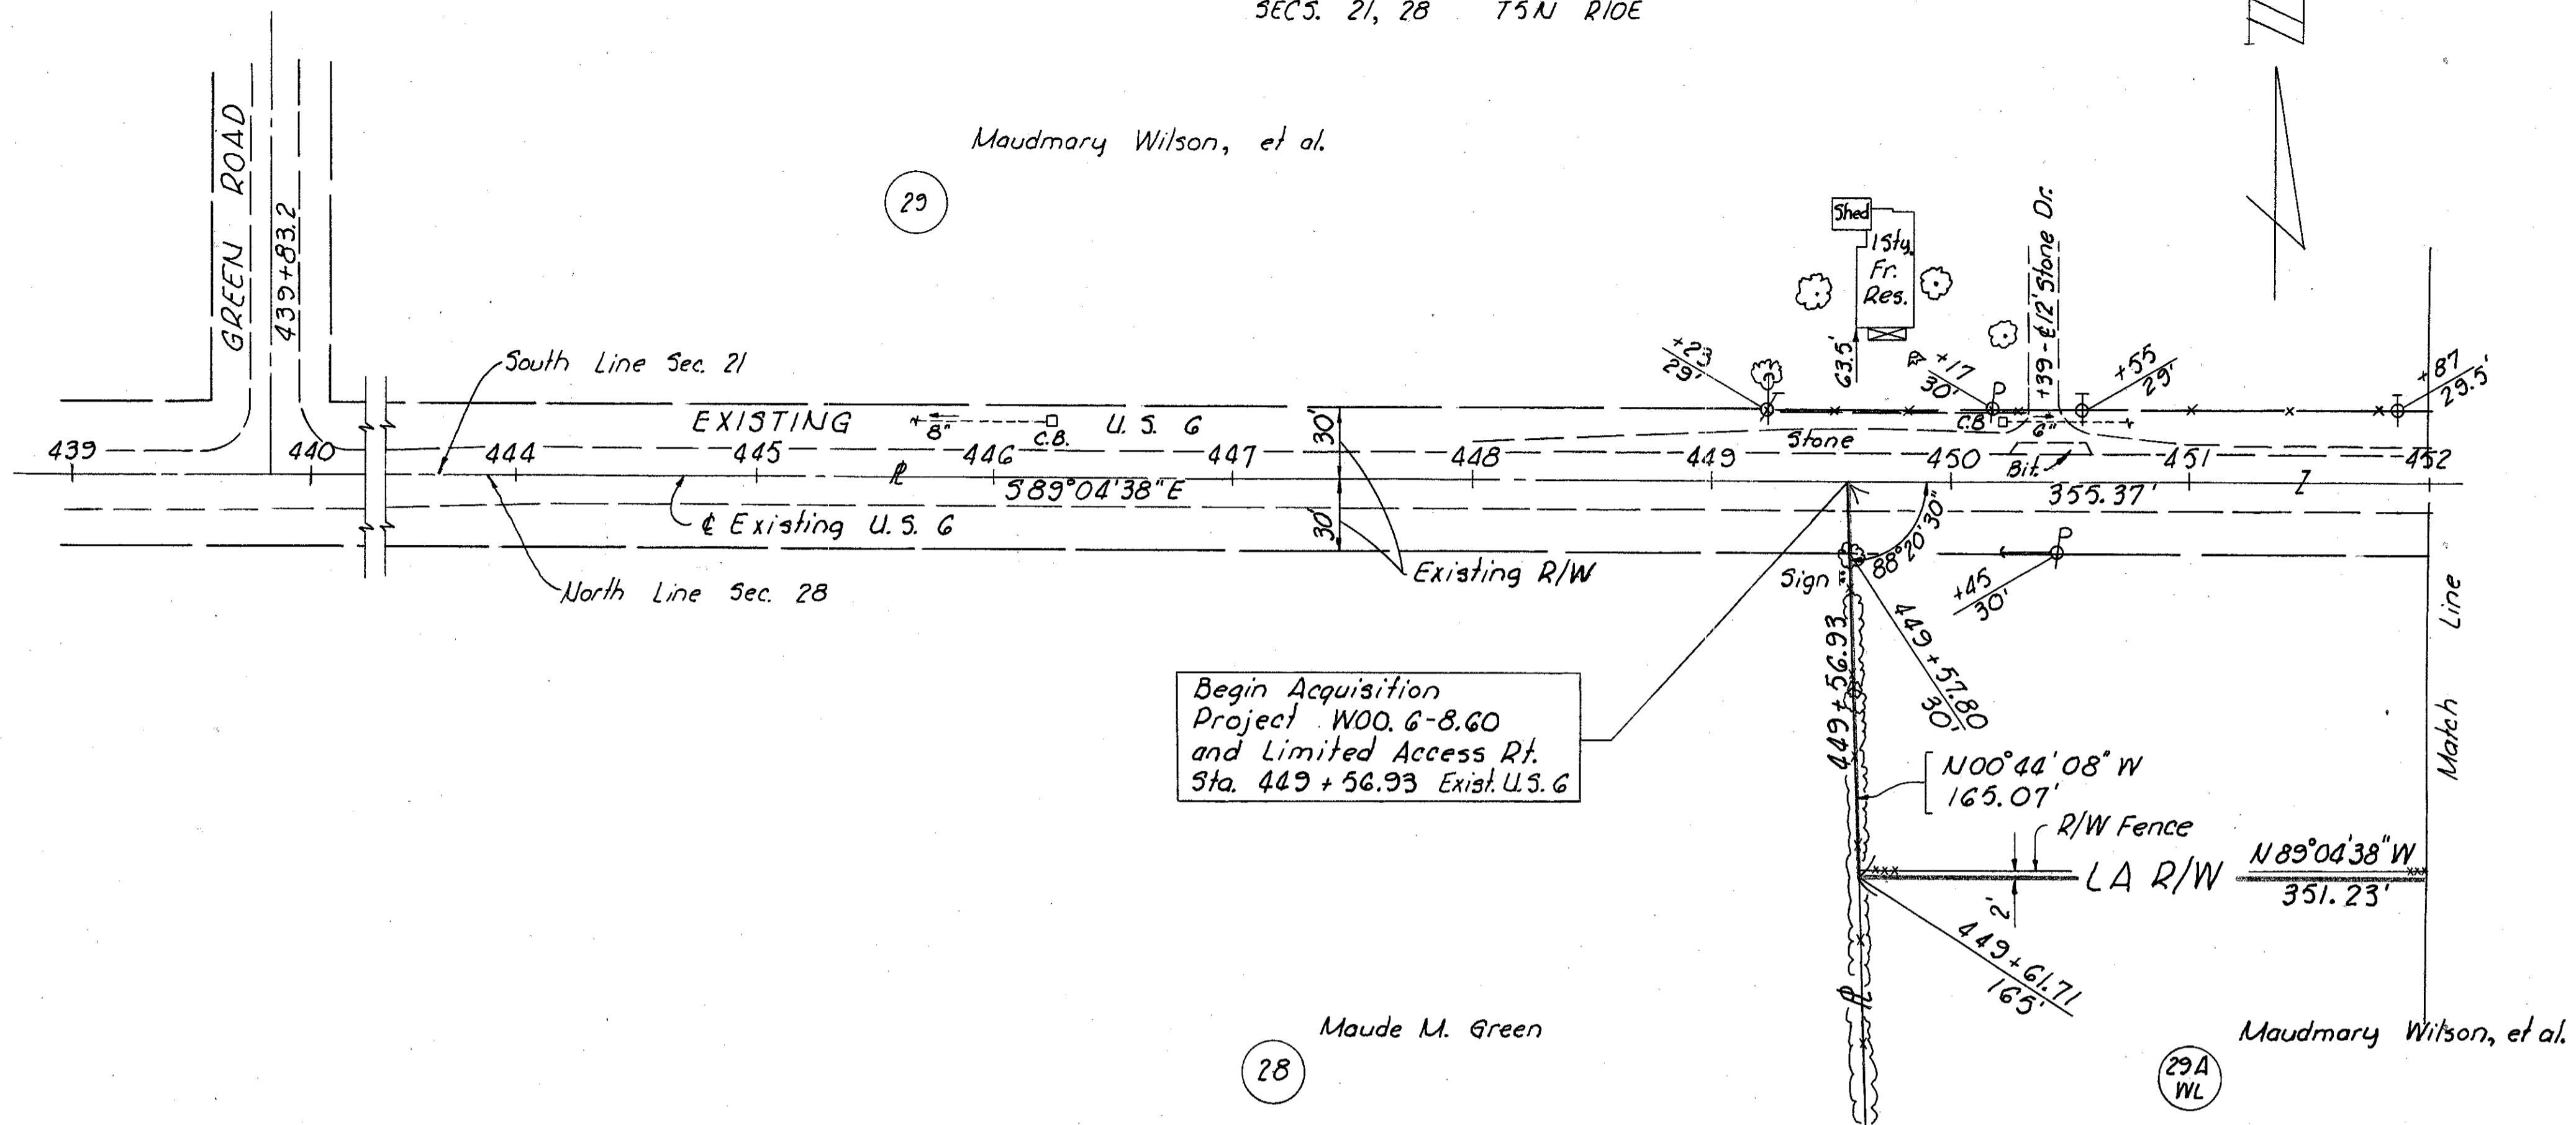 SECS. 21, 28 T5N R10E
Maudmary Wilson, et al.
29
GREEN ROAD
439+83.2
South Line Sec. 21
EXISTING
8"
C.B.
U. S. 6
Shed
1 Sty.
Fr.
Res.
63.5'
+39 - ℄ 12' Stone Dr.
+23
29'
+17
30'
P
+55
29'
+87
29.5'
C.B.
6"
Stone
Bit.
30'
439
440
444
445
446
447
448
449
450
451
452
S89°04'38"E
355.37'
℄ Existing U.S. 6
30'
Existing R/W
North Line Sec. 28
Sign
88°20'30"
P
+45
30'
449 + 57.80
30'
449 + 56.93
Begin Acquisition
Project W00. 6-8.60
and Limited Access Rt.
Sta. 449 + 56.93 Exist. U.S. 6
N00°44'08" W
165.07'
R/W Fence
LA R/W
N89°04'38"W
351.23'
2'
449+61.71
165'
Match Line
Maude M. Green
28
Maudmary Wilson, et al.
29A
WL